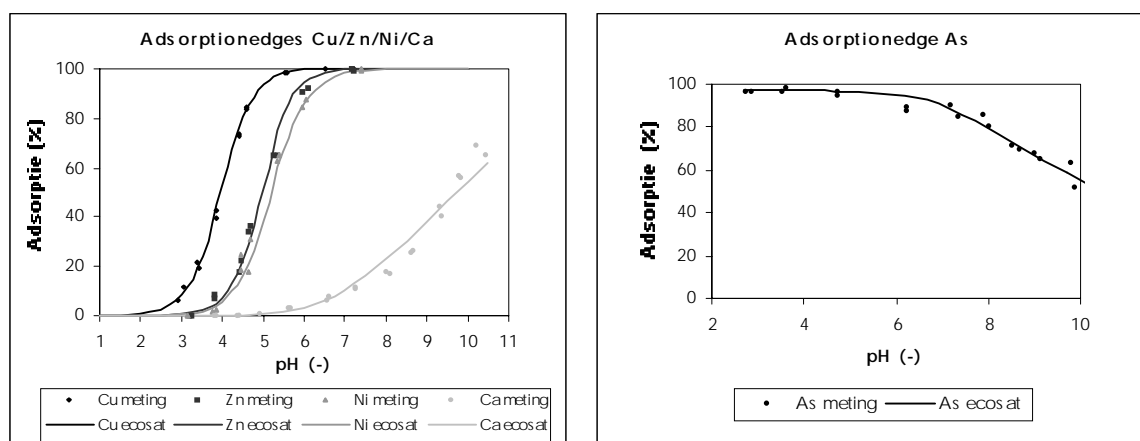 Adsorptionedges Cu/Zn/Ni/Ca
Adsorptie [%]
100
80
60
40
20
0
1 2 3 4 5 6 7 8 9 10 11
pH (-)
Cu meting Zn meting Ni meting Ca meting
Cu ecosat Zn ecosat Ni ecosat Ca ecosat
Adsorptionedge As
Adsorptie [%]
100
80
60
40
20
0
2 4 6 8 10
pH (-)
As meting As ecosat